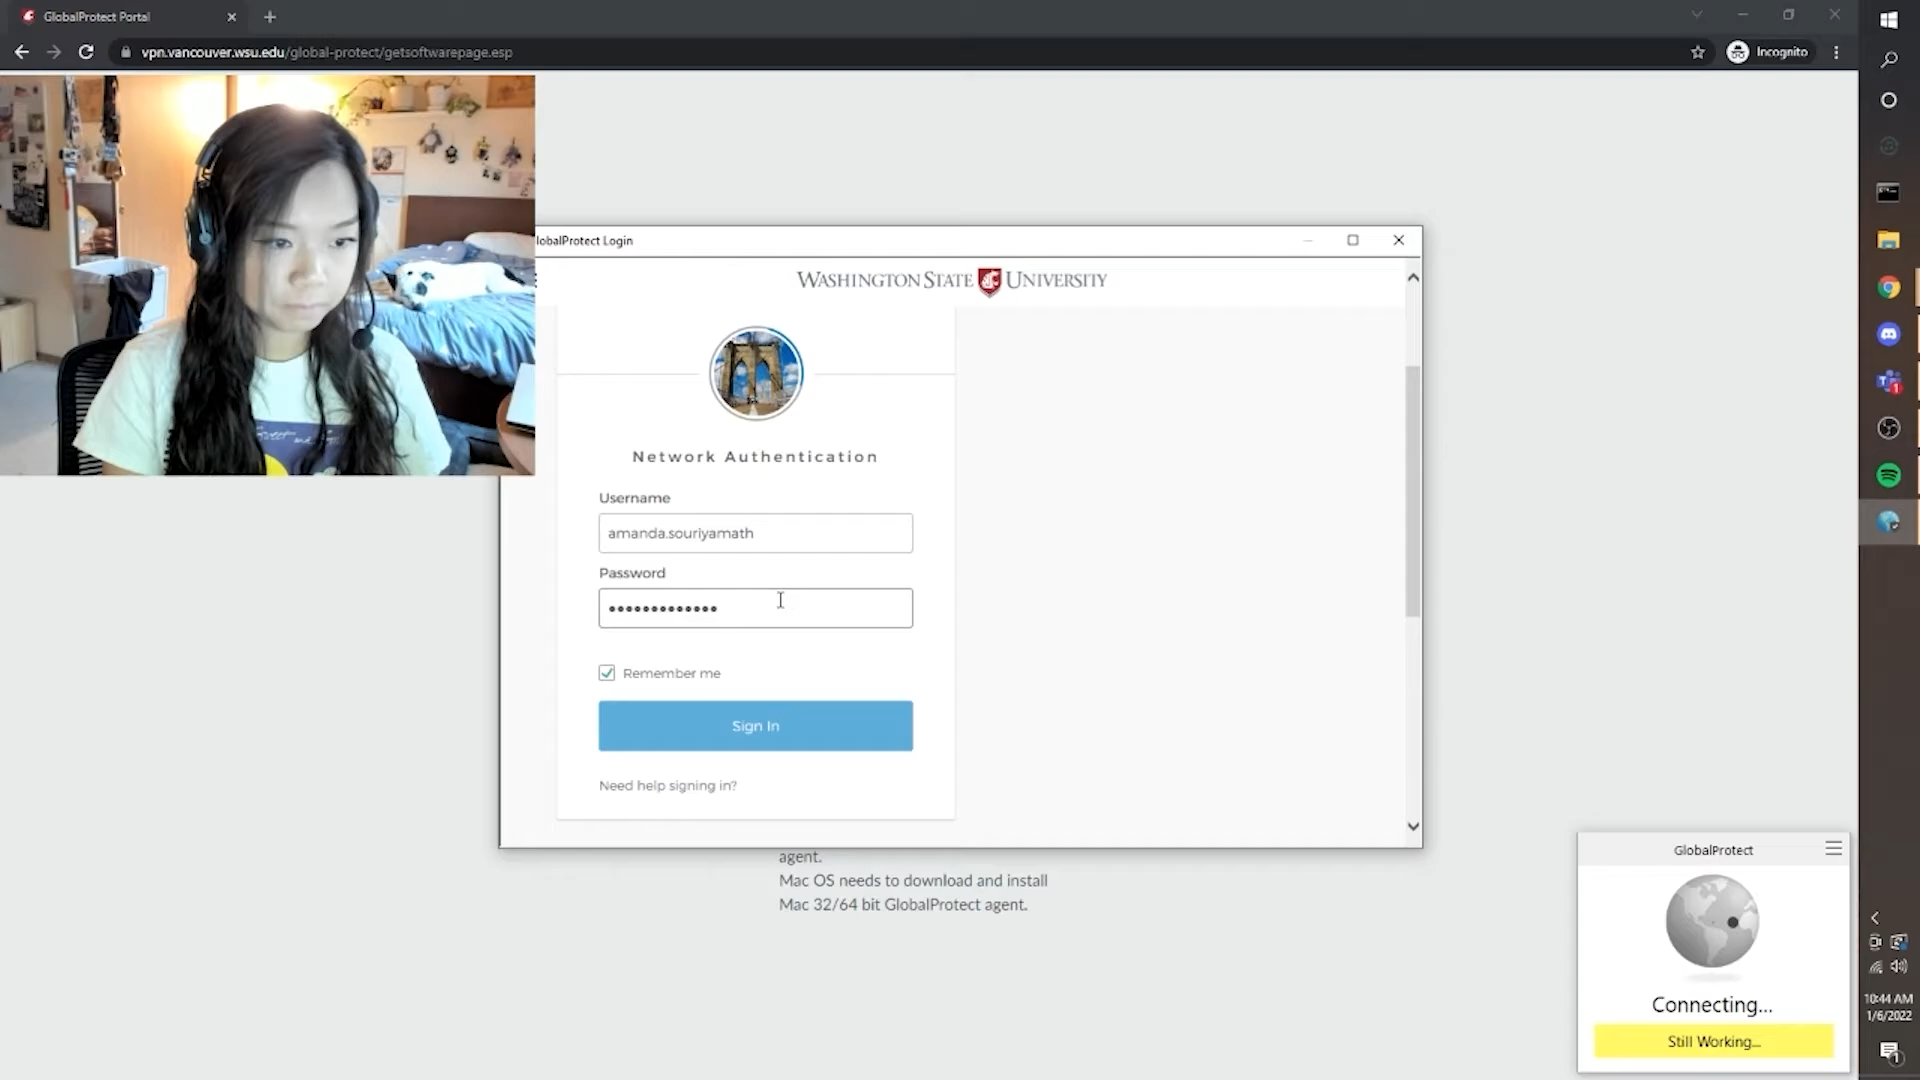 GlobalProtect Portal
vpn.vancouver.wsu.edu/global-protect/getsoftwarepage.esp
Incognito
lobalProtect Login
WASHINGTON STATE UNIVERSITY
Network Authentication
Username
amanda.souriyamath
Password
Remember me
Sign In
Need help signing in?
agent.
Mac OS needs to download and install
Mac 32/64 bit GlobalProtect agent.
GlobalProtect
Connecting...
Still Working...
1
10:44 AM
1/6/2022
1